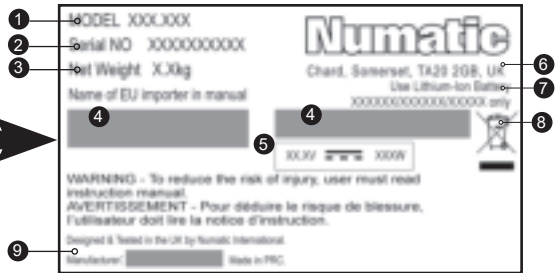 1 MODEL XXX.XXX
2 Serial NO XXXXXXXXXX
3 Net Weight X.Xkg
Name of EU importer in manual
4
Numatic
Chard, Somerset, TA20 2GB, UK 6
Use Lithium-Ion Battery 7
XXXXXX/XXXXXX/XXXXX only
4
8
5 XX.XV XXXW
WARNING - To reduce the risk of injury, user must read
instruction manual.
AVERTISSEMENT - Pour déduire le risque de blessure,
l'utilisateur doit lire la notice d'instruction.
Designed & Tested in the UK by Numatic International.
9 Manufacturer: Made in PRC.